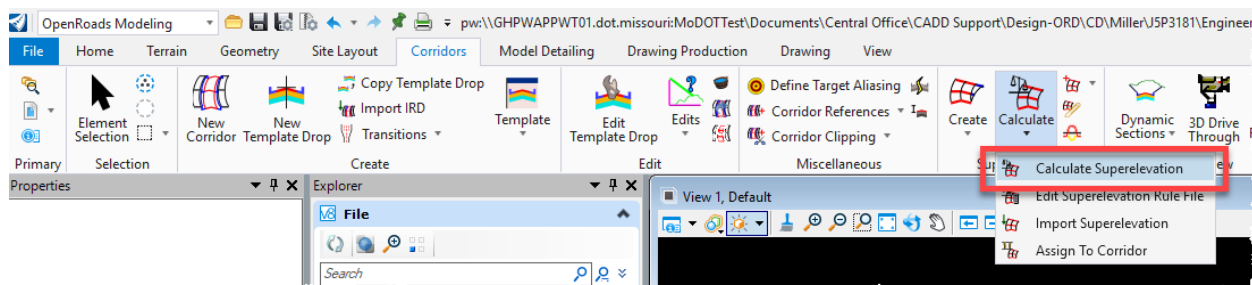 OpenRoads Modeling
pw:\\GHPWAPPWT01.dot.missouri:MoDOTTest\Documents\Central Office\CADD Support\Design-ORD\CD\Miller\J5P3181\Engineer
File Home Terrain Geometry Site Layout Corridors Model Detailing Drawing Production Drawing View
Element Selection
New Corridor
New Template Drop
Copy Template Drop
Import IRD
Transitions
Template
Edit Template Drop
Edits
Define Target Aliasing
Corridor References
Corridor Clipping
Create
Calculate
Dynamic Sections
3D Drive Through
Primary Selection Create Edit Miscellaneous
Calculate Superelevation
Edit Superelevation Rule File
Import Superelevation
Assign To Corridor
Properties
Explorer
File
Search
View 1, Default